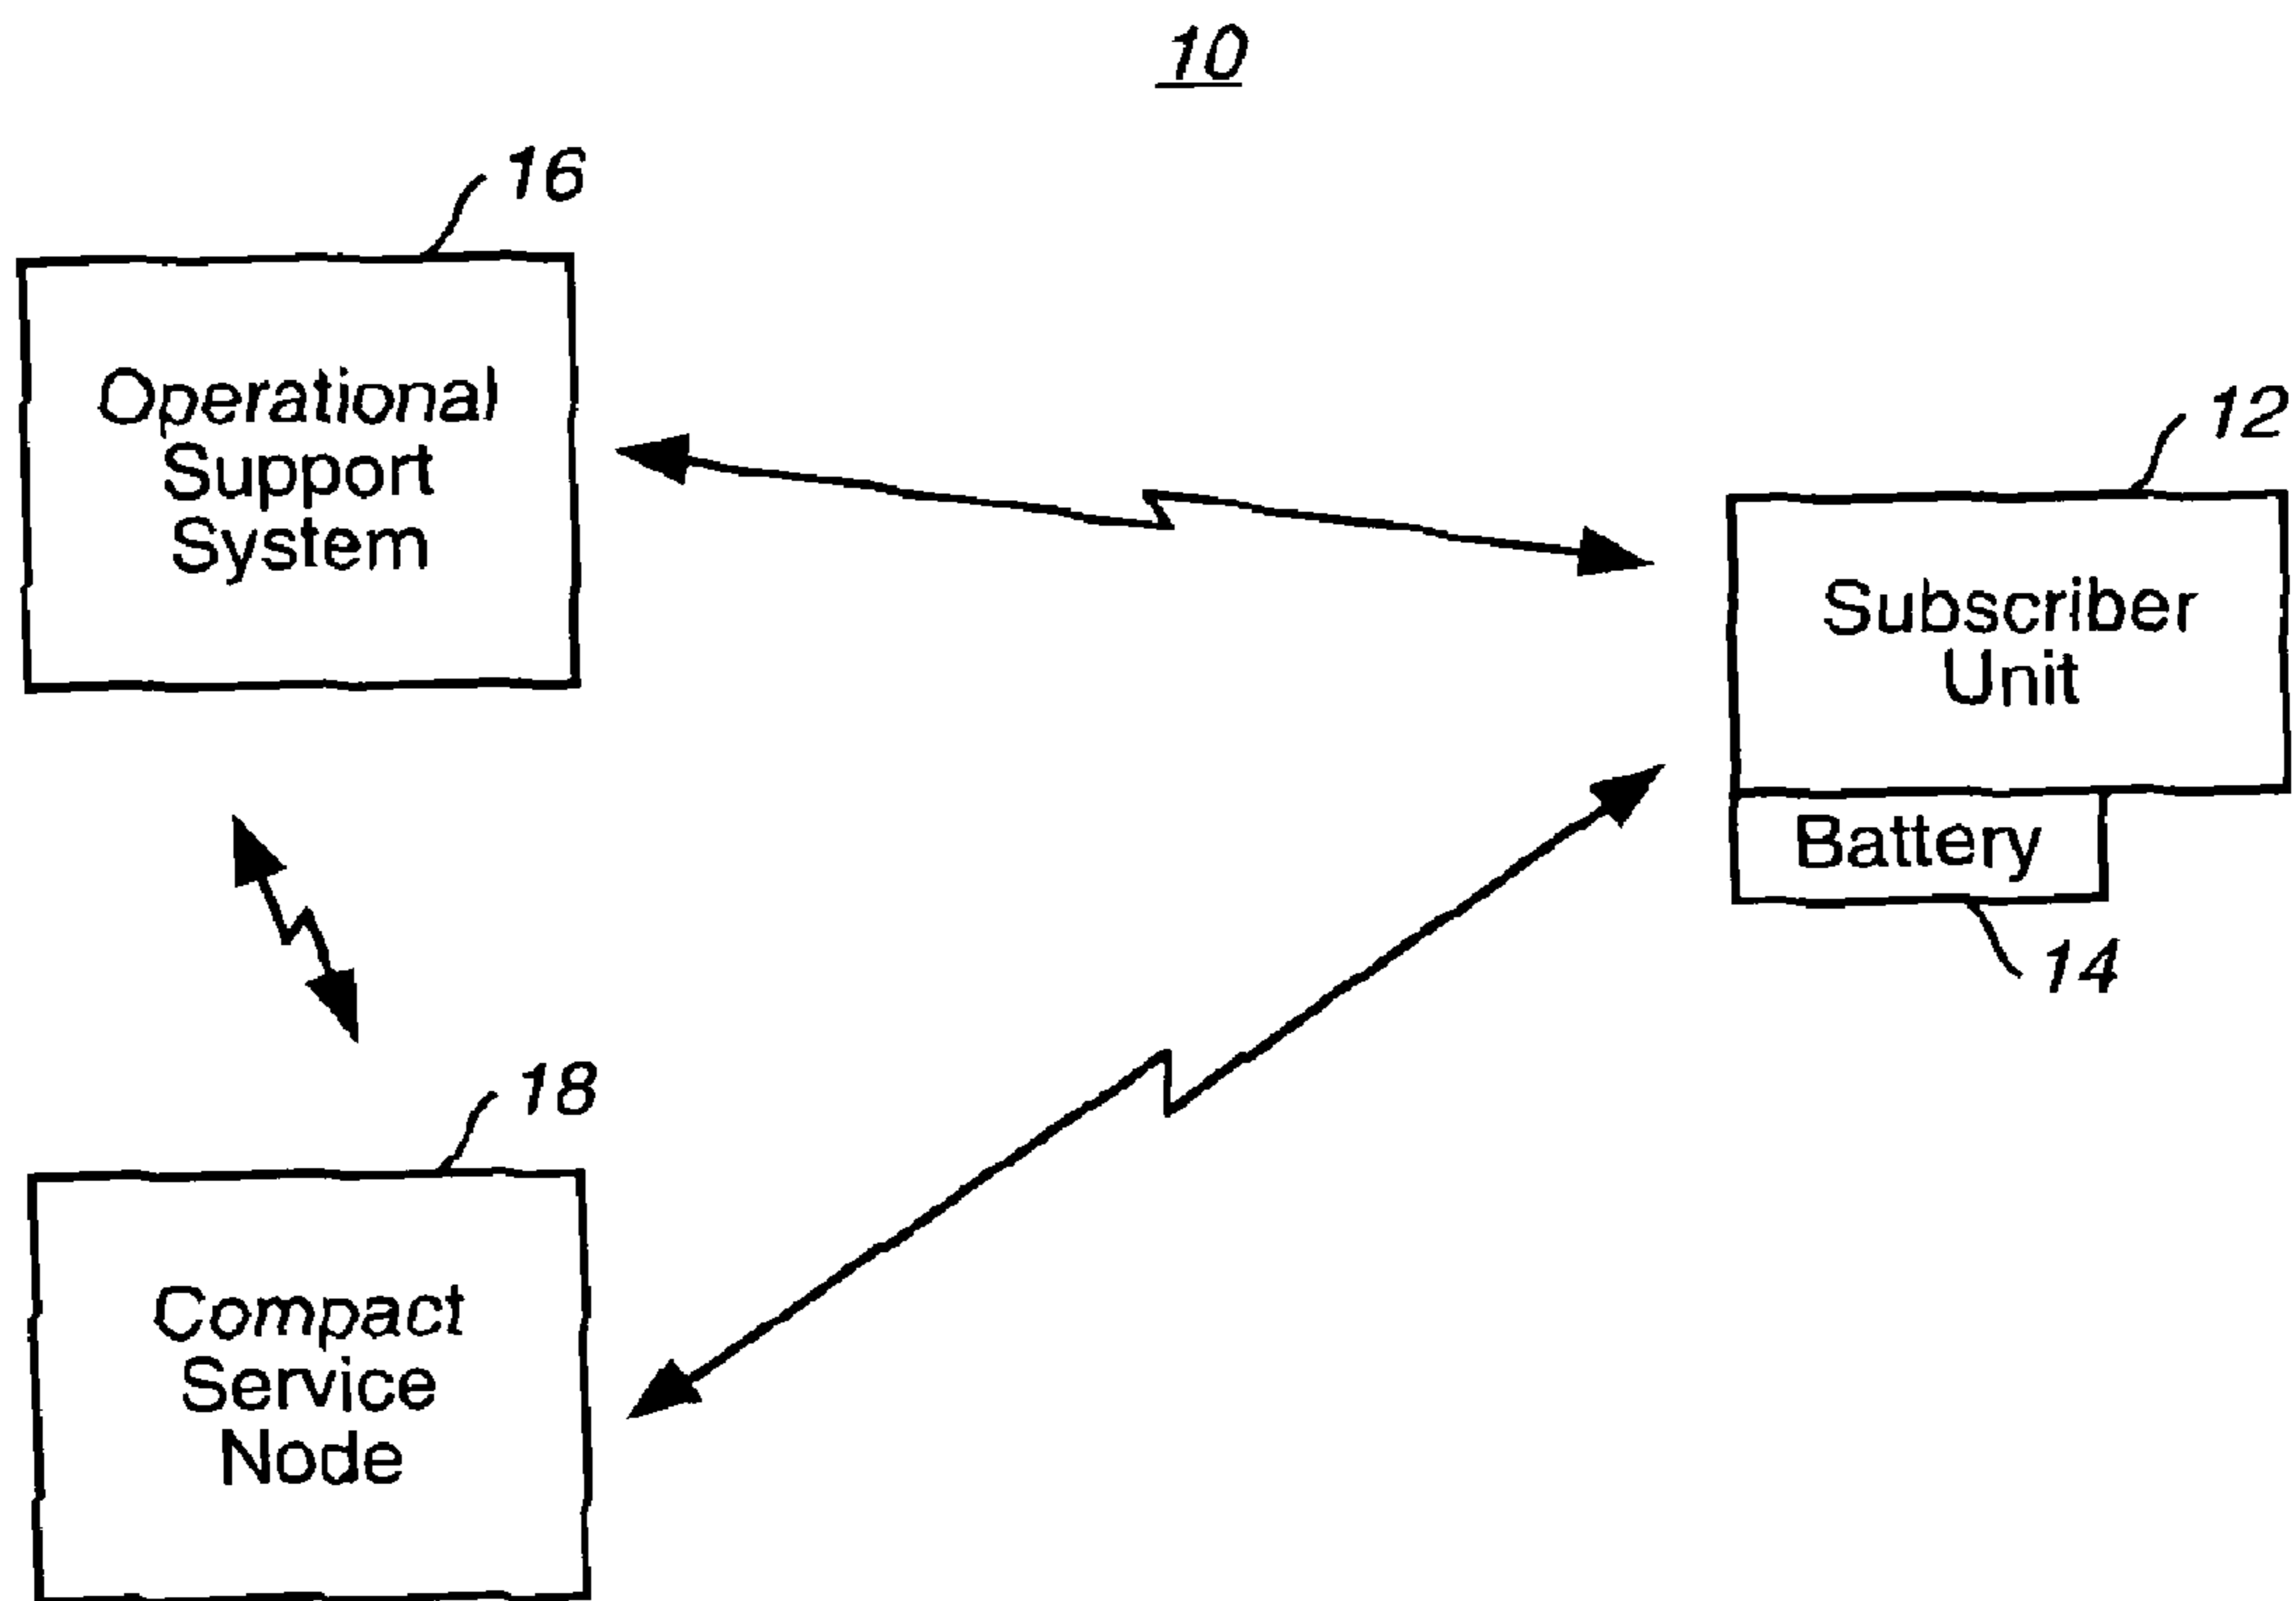 10
16
Operational
Support
System
12
Subscriber
Unit
Battery
14
18
Compact
Service
Node